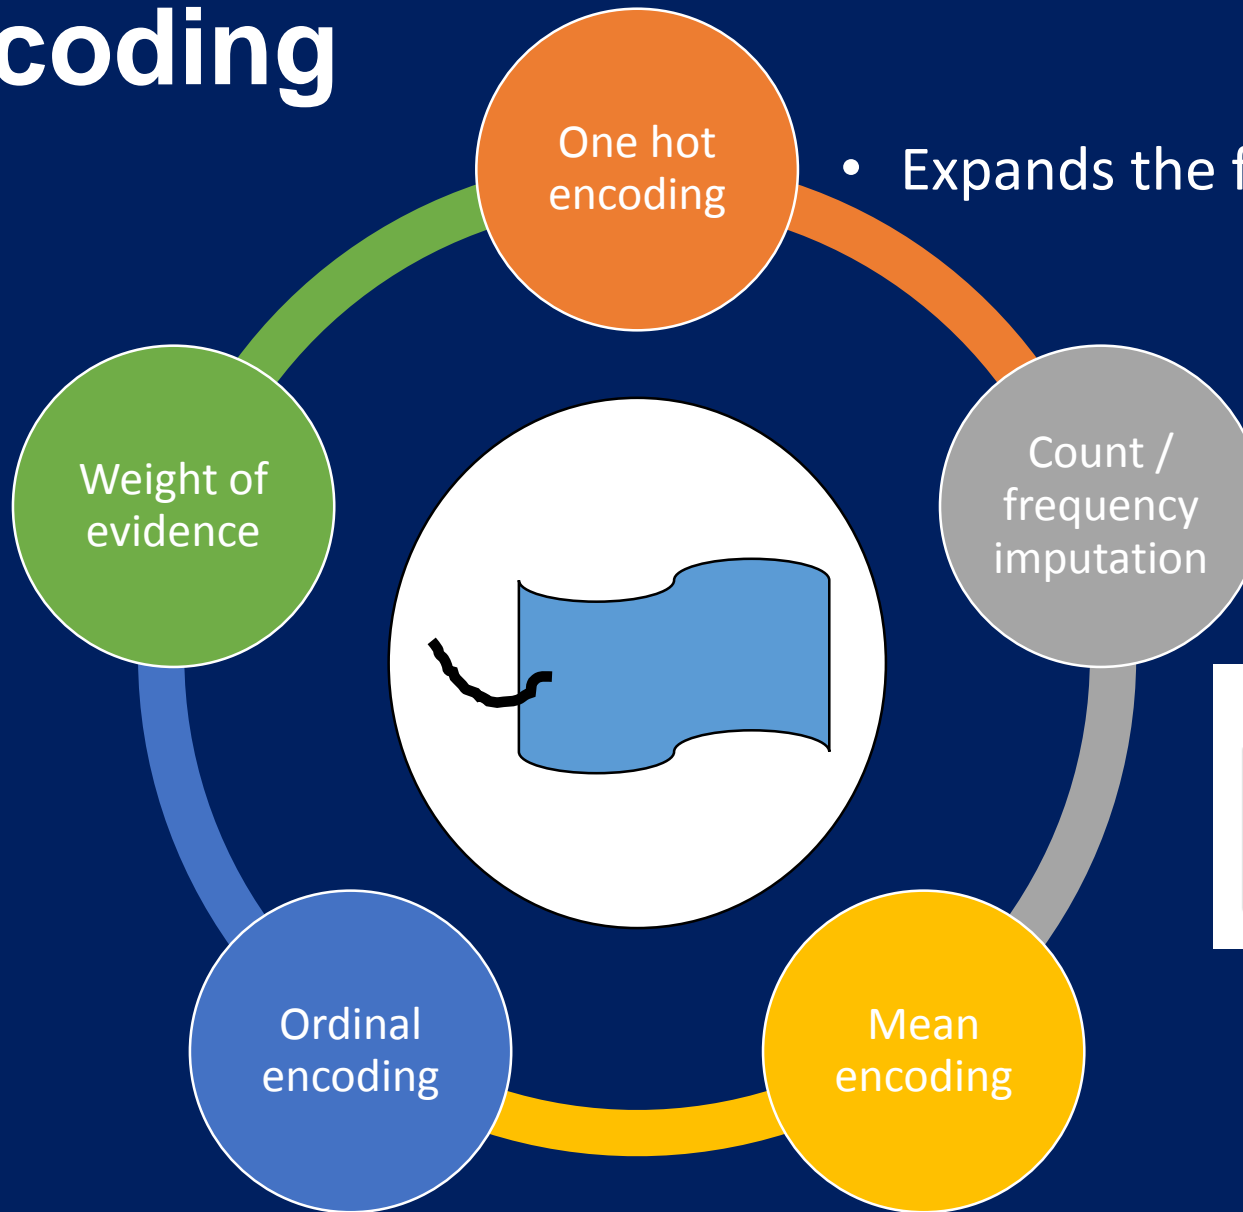 coding
One hot
encoding
• Expands the f
Weight of
evidence
Count /
frequency
imputation
Ordinal
encoding
Mean
encoding